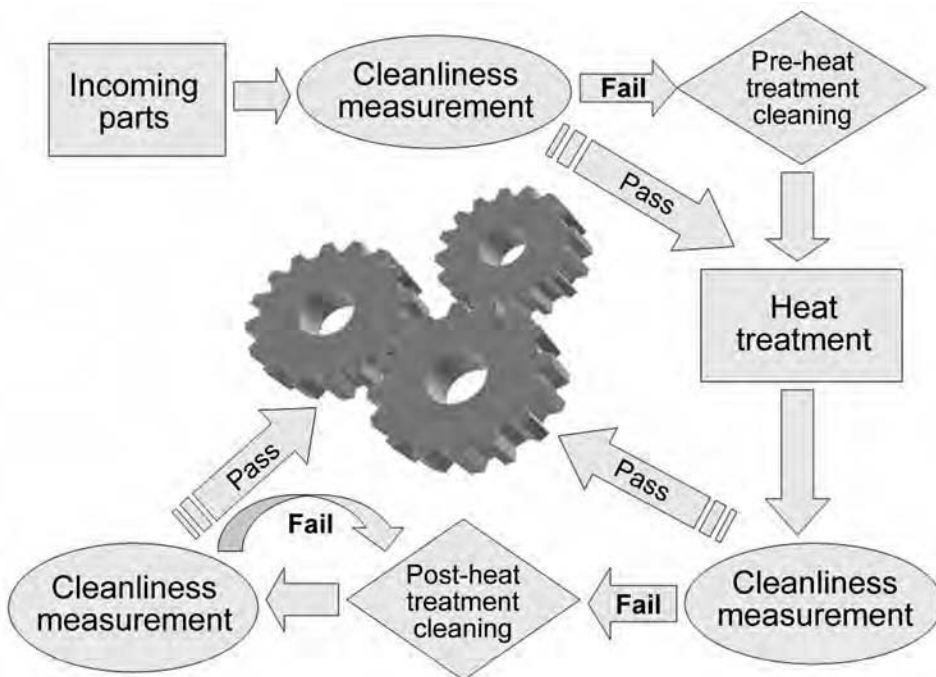 Incoming
parts
Cleanliness
measurement
Fail
Pre-heat
treatment
cleaning
Pass
Heat
treatment
Pass
Pass
Fail
Cleanliness
measurement
Post-heat
treatment
cleaning
Fail
Cleanliness
measurement